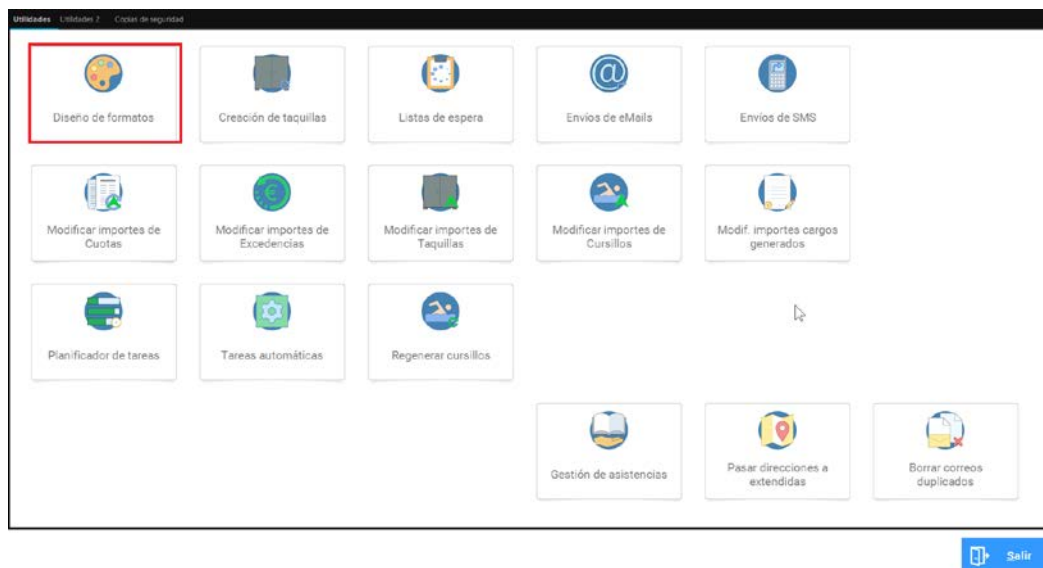 Utilidades Utilidades 2 Copias de seguridad
Diseño de formatos
Creación de taquillas
Listas de espera
Envíos de eMails
Envíos de SMS
Modificar importes de
Cuotas
Modificar importes de
Excedencias
Modificar importes de
Taquillas
Modificar importes de
Cursillos
Modif. importes cargos
generados
Planificador de tareas
Tareas automáticas
Regenerar cursillos
Gestión de asistencias
Pasar direcciones a
extendidas
Borrar correos
duplicados
Salir